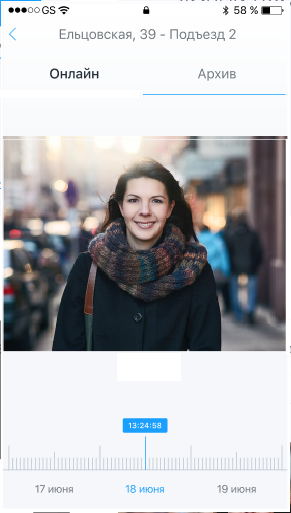 GS 58 %
Ельцовская, 39 - Подъезд 2
Онлайн Архив
13:24:58
17 июня 18 июня 19 июня